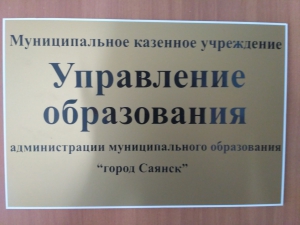 Муниципальное казенное учреждение
Управление
образования
администрации муниципального образования
“город Саянск”